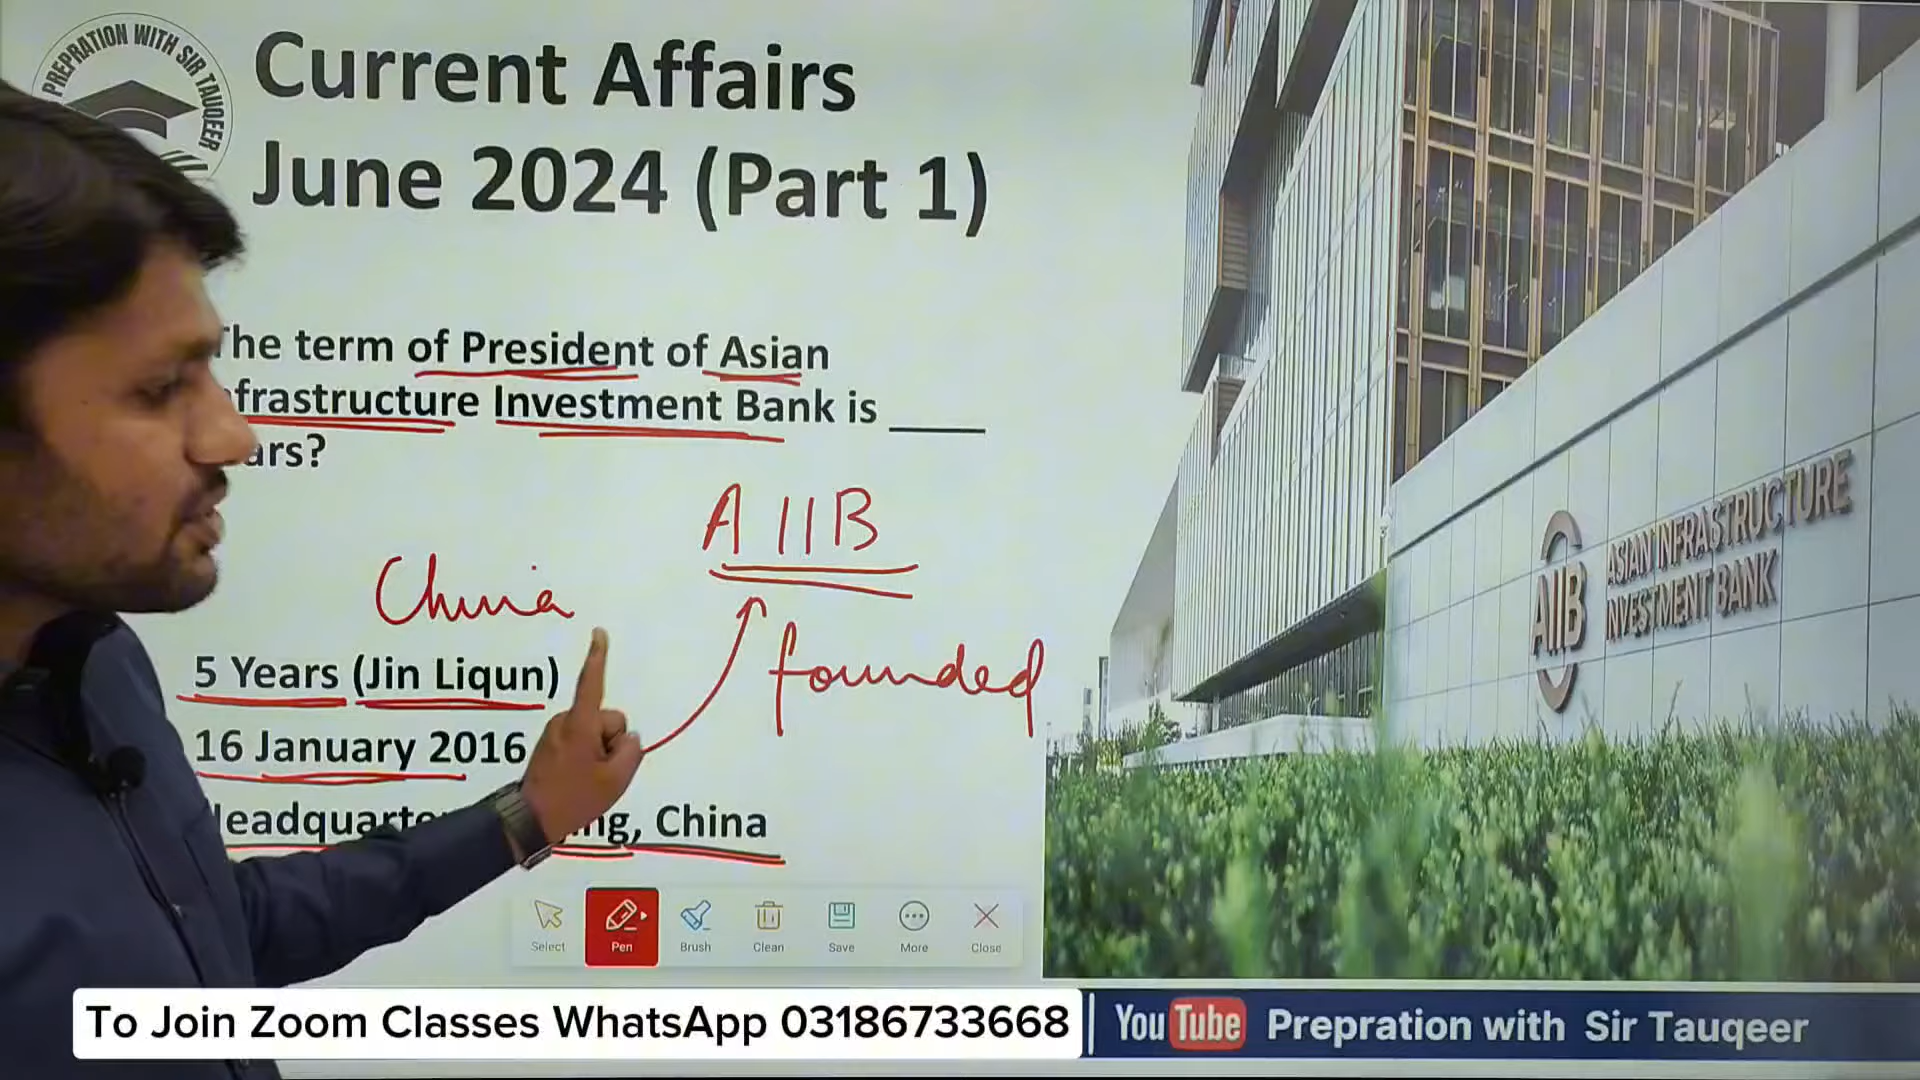 PREPRATION WITH SIR TAUQEER
Current Affairs
June 2024 (Part 1)
he term of President of Asian
frastructure Investment Bank is ____
ars?
A I I B
China
founded
5 Years (Jin Liqun)
16 January 2016
eadquarte ng, China
Select
Pen
Brush
Clean
Save
More
Close
AIIB
ASIAN INFRASTRUCTURE
INVESTMENT BANK
To Join Zoom Classes WhatsApp 03186733668
YouTube Prepration with Sir Tauqeer